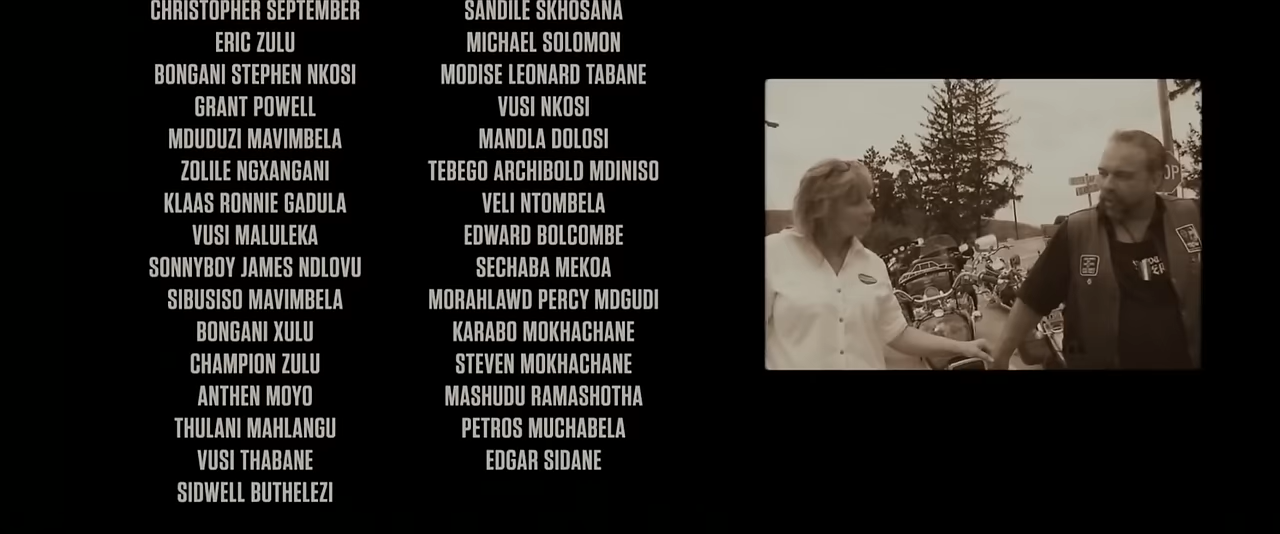 CHRISTOPHER SEPTEMBER
ERIC ZULU
BONGANI STEPHEN NKOSI
GRANT POWELL
MDUDUZI MAVIMBELA
ZOLILE NGXANGANI
KLAAS RONNIE GADULA
VUSI MALULEKA
SONNYBOY JAMES NDLOVU
SIBUSISO MAVIMBELA
BONGANI XULU
CHAMPION ZULU
ANTHEN MOYO
THULANI MAHLANGU
VUSI THABANE
SIDWELL BUTHELEZI
SANDILE SKHOSANA
MICHAEL SOLOMON
MODISE LEONARD TABANE
VUSI NKOSI
MANDLA DOLOSI
TEBEGO ARCHIBOLD MDINISO
VELI NTOMBELA
EDWARD BOLCOMBE
SECHABA MEKOA
MORAHLAWD PERCY MDGUDI
KARABO MOKHACHANE
STEVEN MOKHACHANE
MASHUDU RAMASHOTHA
PETROS MUCHABELA
EDGAR SIDANE